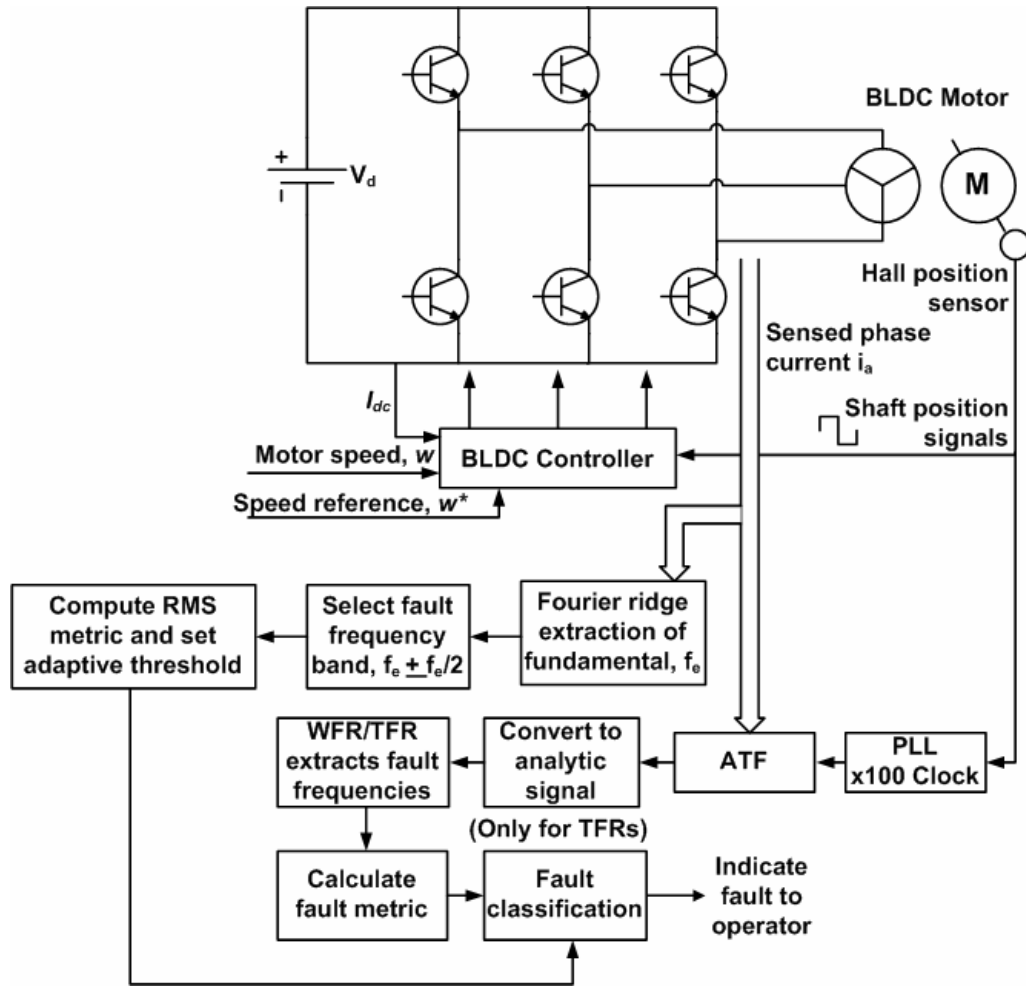 BLDC Motor
+
V_d
−
M
Hall position
sensor
Sensed phase
current i_a
I_dc
Shaft position
signals
Motor speed, w
BLDC Controller
Speed reference, w*
Compute RMS
metric and set
adaptive threshold
Select fault
frequency
band, f_e ± f_e/2
Fourier ridge
extraction of
fundamental, f_e
WFR/TFR
extracts fault
frequencies
Convert to
analytic
signal
ATF
PLL
x100 Clock
(Only for TFRs)
Calculate
fault metric
Fault
classification
Indicate
fault to
operator